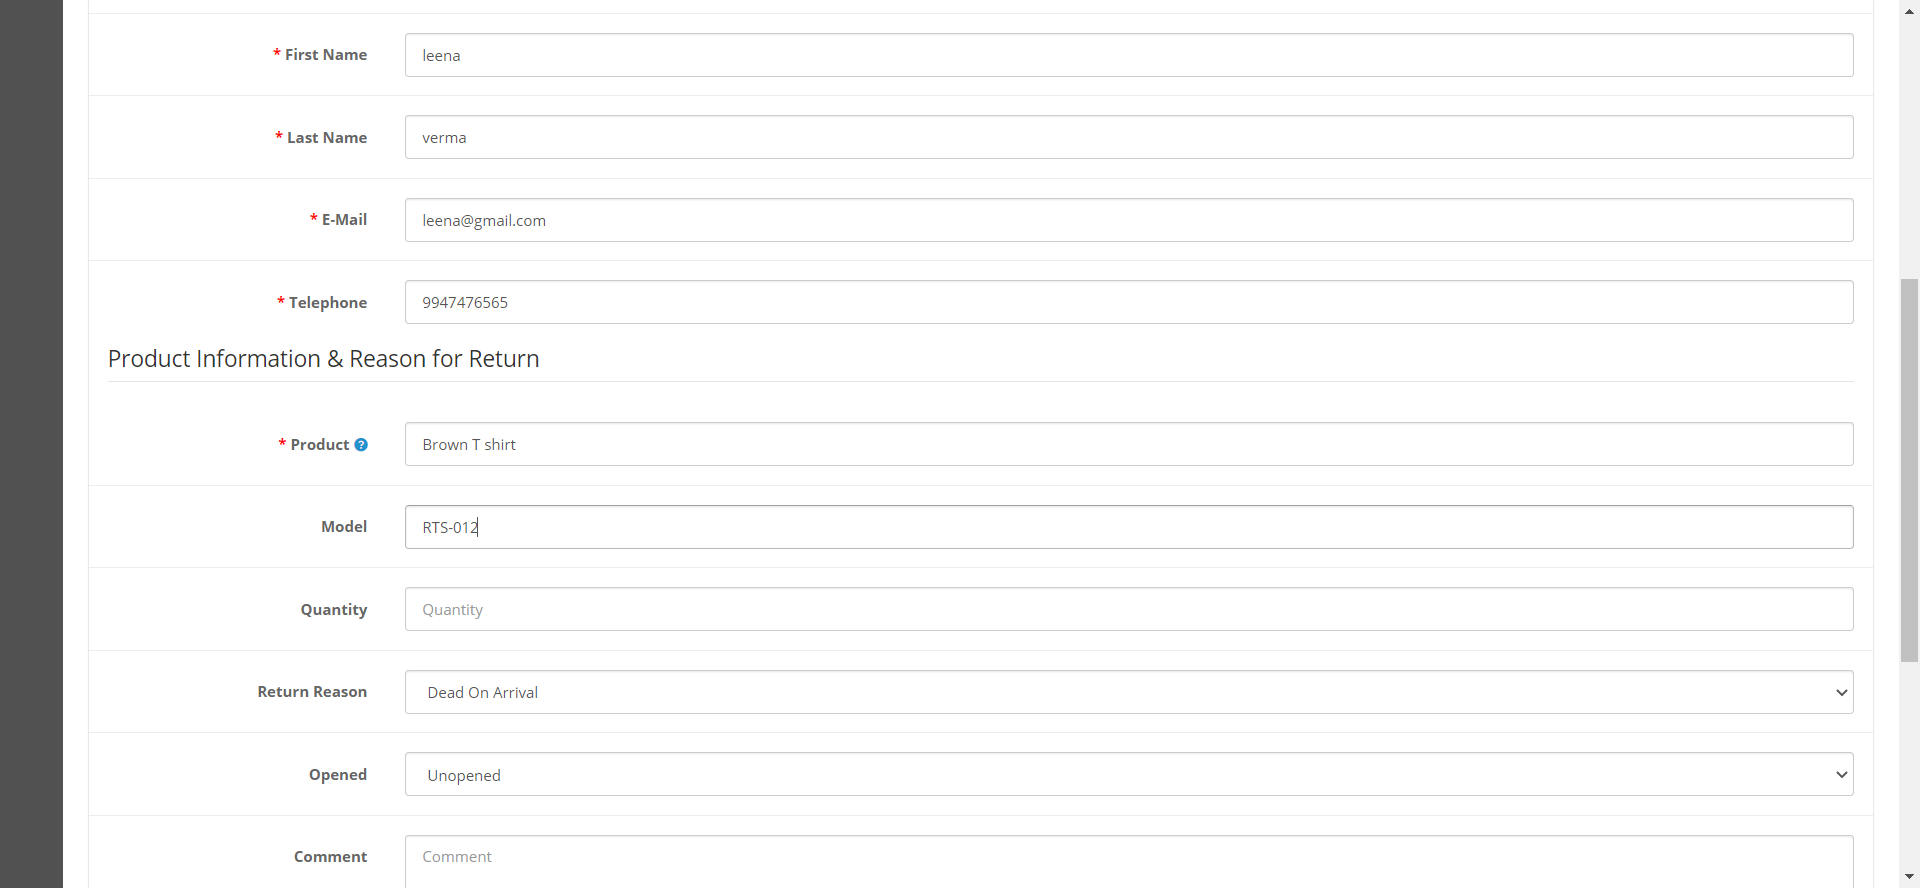 * First Name
leena
* Last Name
verma
* E-Mail
leena@gmail.com
* Telephone
9947476565
Product Information & Reason for Return
* Product ?
Brown T shirt
Model
RTS-012
Quantity
Quantity
Return Reason
Dead On Arrival
Opened
Unopened
Comment
Comment